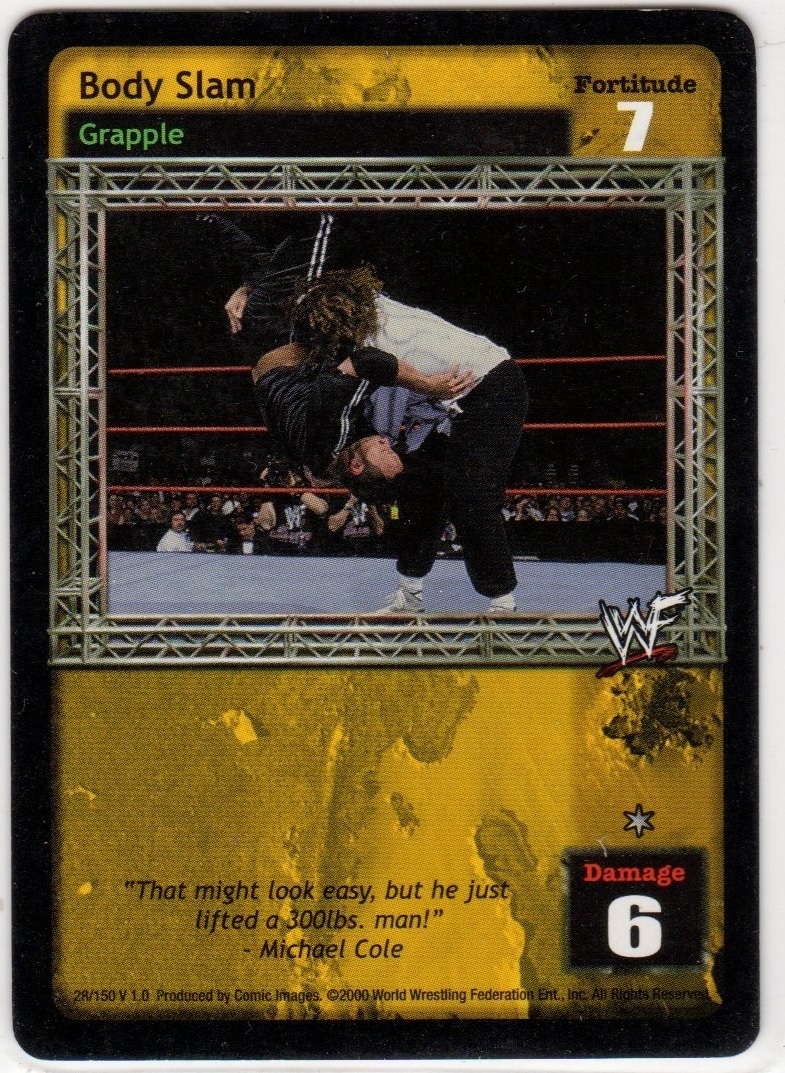 Body Slam
Fortitude
Grapple
7
WF
Damage
6
"That might look easy, but he just
lifted a 300lbs. man!"
- Michael Cole
28/150 V 1.0 Produced by Comic Images. ©2000 World Wrestling Federation Ent., Inc. All Rights Reserved